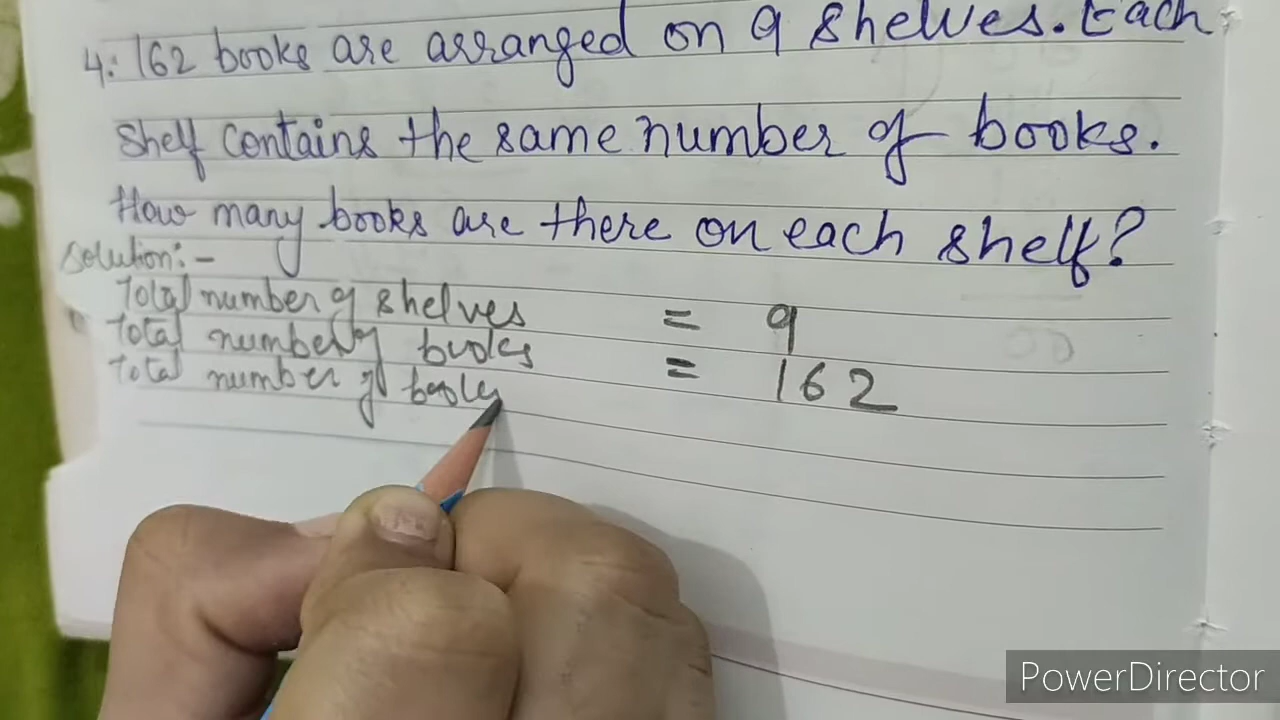 4:- 162 books are arranged on 9 shelves. Each
shelf contains the same number of books.
How many books are there on each shelf?
Solution:-
Total number of shelves = 9
Total number of books = 162
Total number of books
PowerDirector